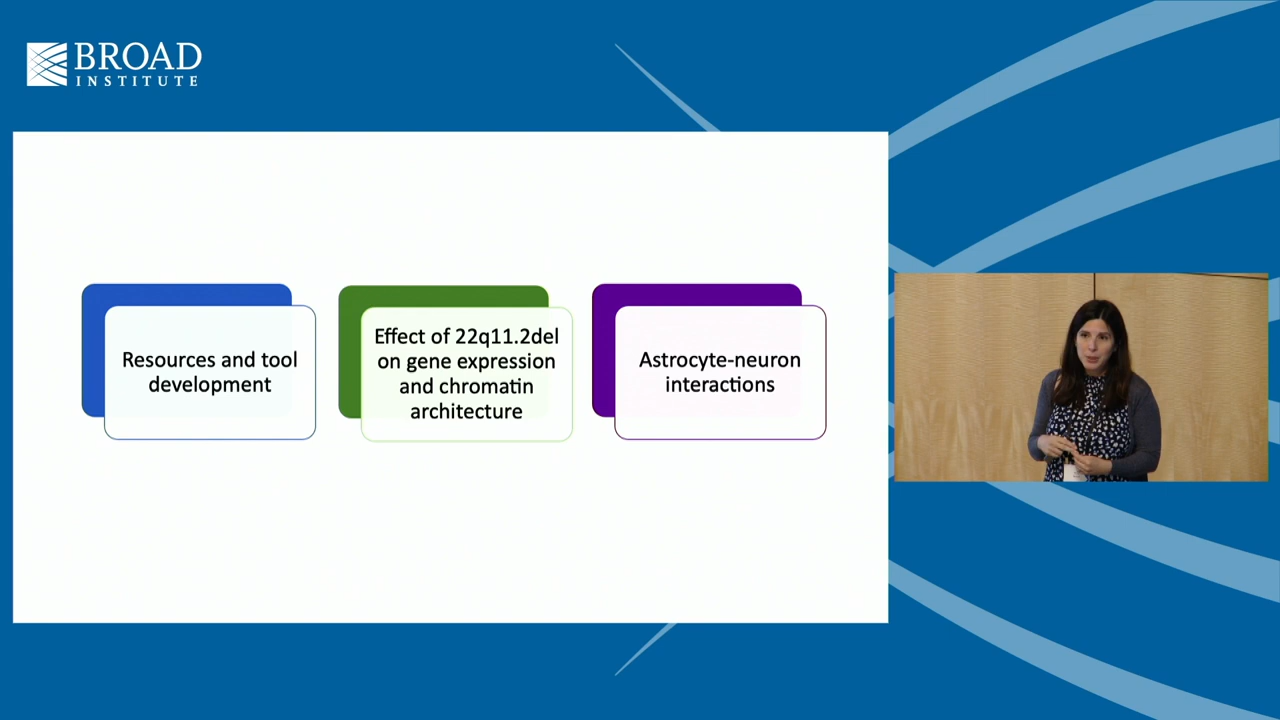 BROAD
INSTITUTE
Resources and tool
development
Effect of 22q11.2del
on gene expression
and chromatin
architecture
Astrocyte-neuron
interactions